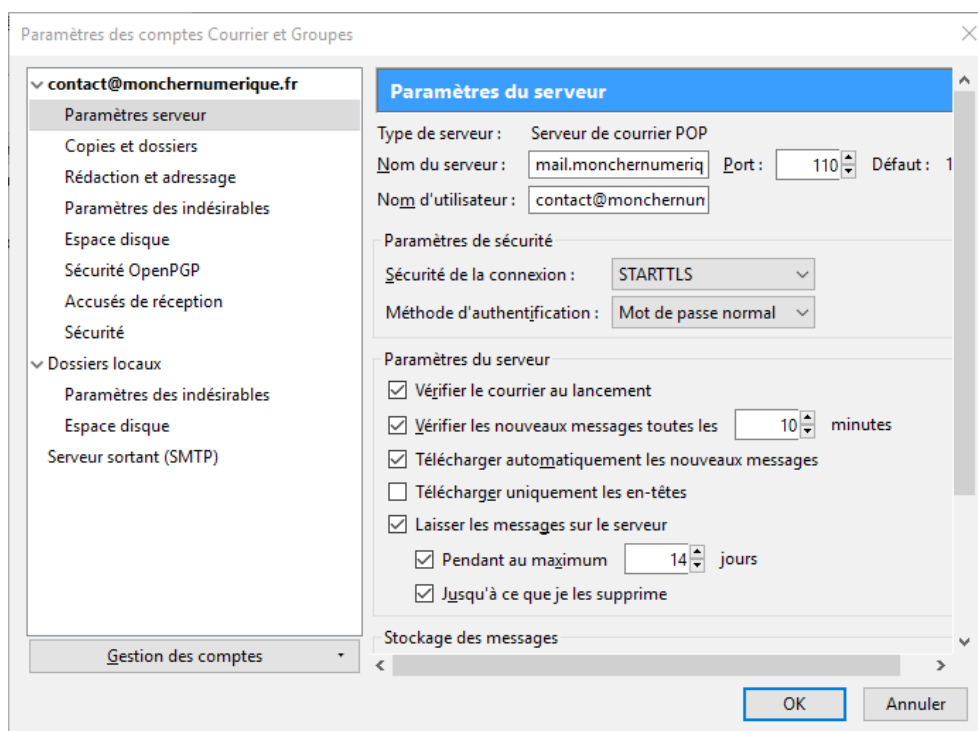 Paramètres des comptes Courrier et Groupes
contact@monchernumerique.fr
Paramètres serveur
Copies et dossiers
Rédaction et adressage
Paramètres des indésirables
Espace disque
Sécurité OpenPGP
Accusés de réception
Sécurité
Dossiers locaux
Paramètres des indésirables
Espace disque
Serveur sortant (SMTP)
Gestion des comptes
Paramètres du serveur
Type de serveur : Serveur de courrier POP
Nom du serveur : mail.monchernumeriq Port : 110 Défaut : 1
Nom d'utilisateur : contact@monchernum
Paramètres de sécurité
Sécurité de la connexion : STARTTLS
Méthode d'authentification : Mot de passe normal
Paramètres du serveur
Vérifier le courrier au lancement
Vérifier les nouveaux messages toutes les 10 minutes
Télécharger automatiquement les nouveaux messages
Télécharger uniquement les en-têtes
Laisser les messages sur le serveur
Pendant au maximum 14 jours
Jusqu'à ce que je les supprime
Stockage des messages
OK Annuler